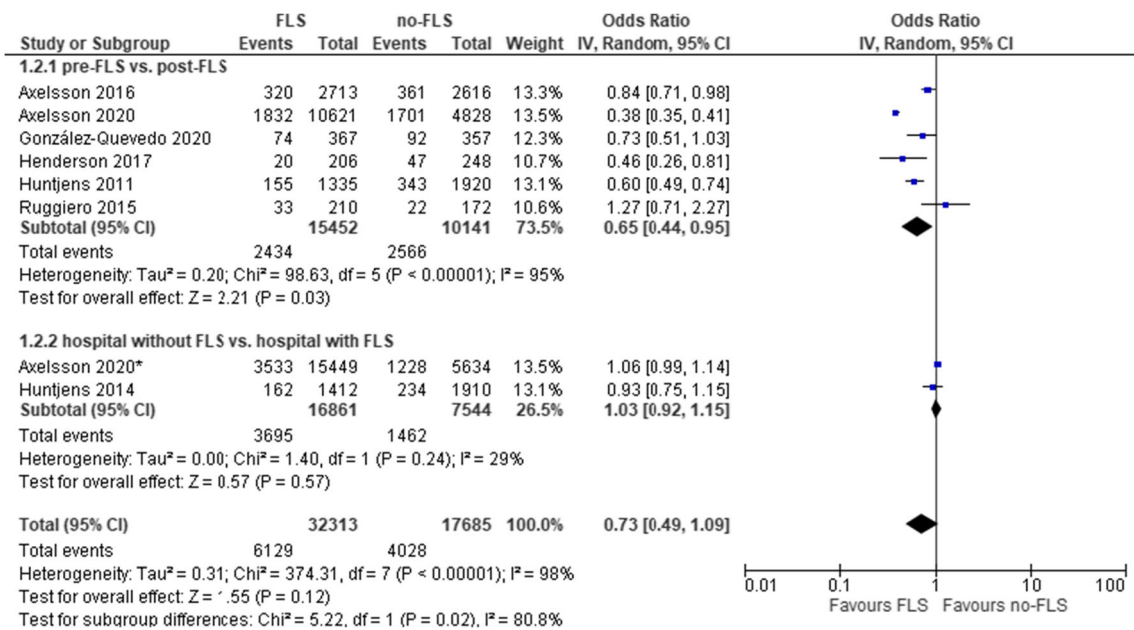 FLS no-FLS Odds Ratio Odds Ratio
Study or Subgroup Events Total Events Total Weight IV, Random, 95% CI IV, Random, 95% CI
1.2.1 pre-FLS vs. post-FLS
Axelsson 2016 320 2713 361 2616 13.3% 0.84 [0.71, 0.98]
Axelsson 2020 1832 10621 1701 4828 13.5% 0.38 [0.35, 0.41]
González-Quevedo 2020 74 367 92 357 12.3% 0.73 [0.51, 1.03]
Henderson 2017 20 206 47 248 10.7% 0.46 [0.26, 0.81]
Huntjens 2011 155 1335 343 1920 13.1% 0.60 [0.49, 0.74]
Ruggiero 2015 33 210 22 172 10.6% 1.27 [0.71, 2.27]
Subtotal (95% CI) 15452 10141 73.5% 0.65 [0.44, 0.95]
Total events 2434 2566
Heterogeneity: Tau² = 0.20; Chi² = 98.63, df = 5 (P < 0.00001); I² = 95%
Test for overall effect: Z = 2.21 (P = 0.03)
1.2.2 hospital without FLS vs. hospital with FLS
Axelsson 2020* 3533 15449 1228 5634 13.5% 1.06 [0.99, 1.14]
Huntjens 2014 162 1412 234 1910 13.1% 0.93 [0.75, 1.15]
Subtotal (95% CI) 16861 7544 26.5% 1.03 [0.92, 1.15]
Total events 3695 1462
Heterogeneity: Tau² = 0.00; Chi² = 1.40, df = 1 (P = 0.24); I² = 29%
Test for overall effect: Z = 0.57 (P = 0.57)
Total (95% CI) 32313 17685 100.0% 0.73 [0.49, 1.09]
Total events 6129 4028
Heterogeneity: Tau² = 0.31; Chi² = 374.31, df = 7 (P < 0.00001); I² = 98%
Test for overall effect: Z = 1.55 (P = 0.12)
Test for subgroup differences: Chi² = 5.22, df = 1 (P = 0.02), I² = 80.8%
0.01 0.1 1 10 100
Favours FLS Favours no-FLS